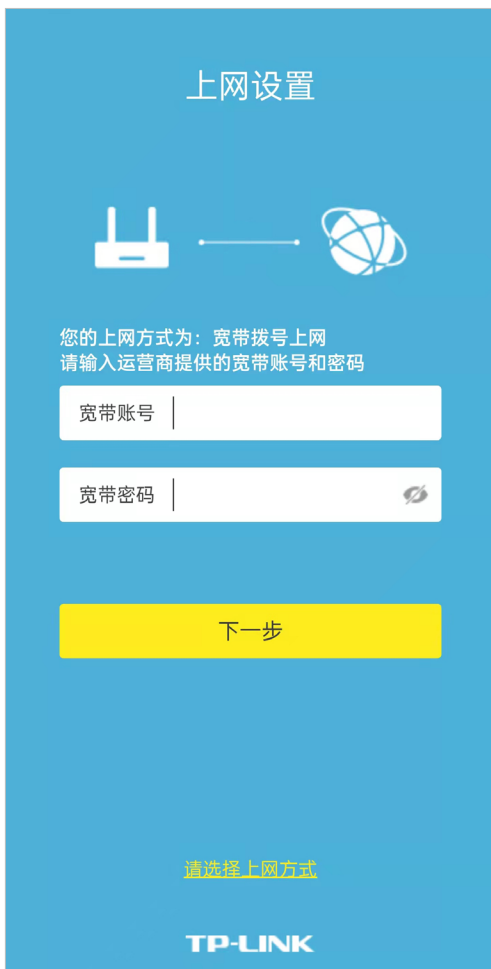 上网设置
您的上网方式为：宽带拨号上网
请输入运营商提供的宽带账号和密码
宽带账号
宽带密码
下一步
请选择上网方式
TP-LINK